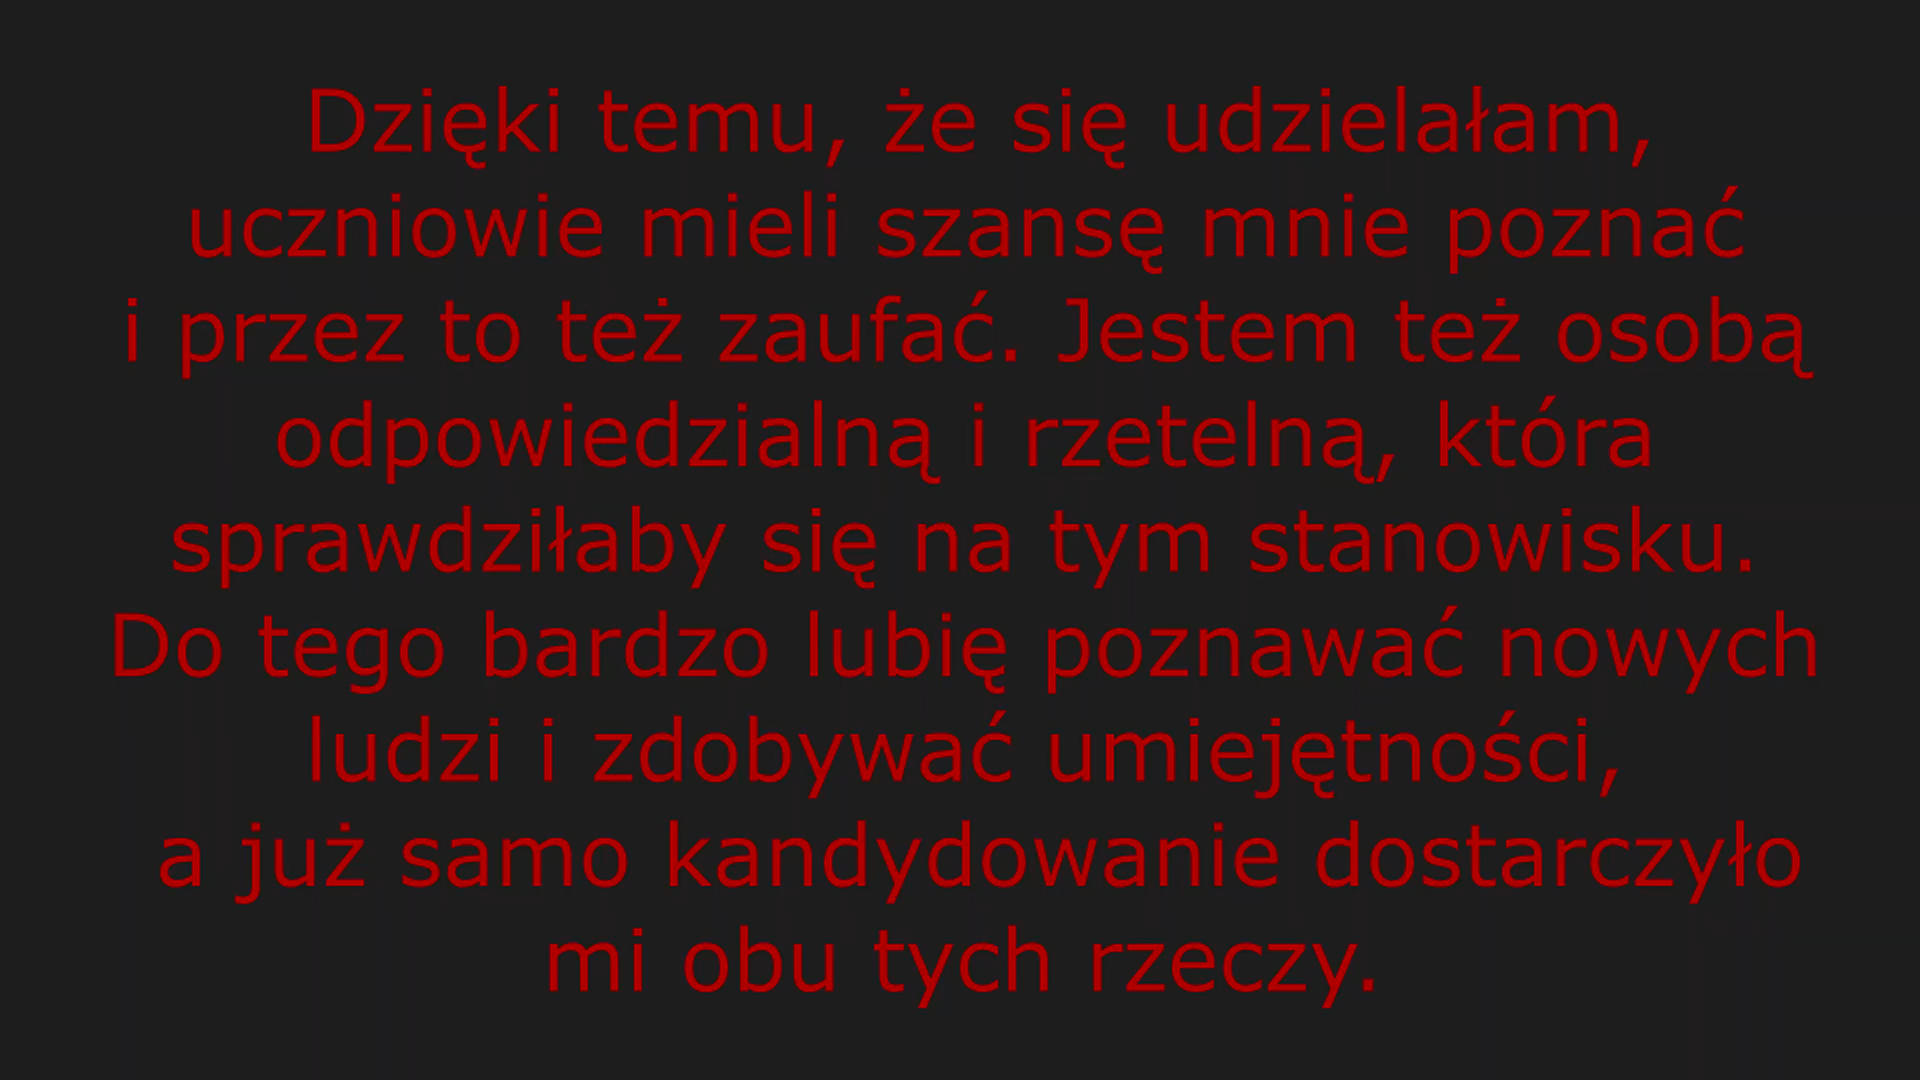 Dzięki temu, że się udzielałam,
uczniowie mieli szansę mnie poznać
i przez to też zaufać. Jestem też osobą
odpowiedzialną i rzetelną, która
sprawdziłaby się na tym stanowisku.
Do tego bardzo lubię poznawać nowych
ludzi i zdobywać umiejętności,
a już samo kandydowanie dostarczyło
mi obu tych rzeczy.